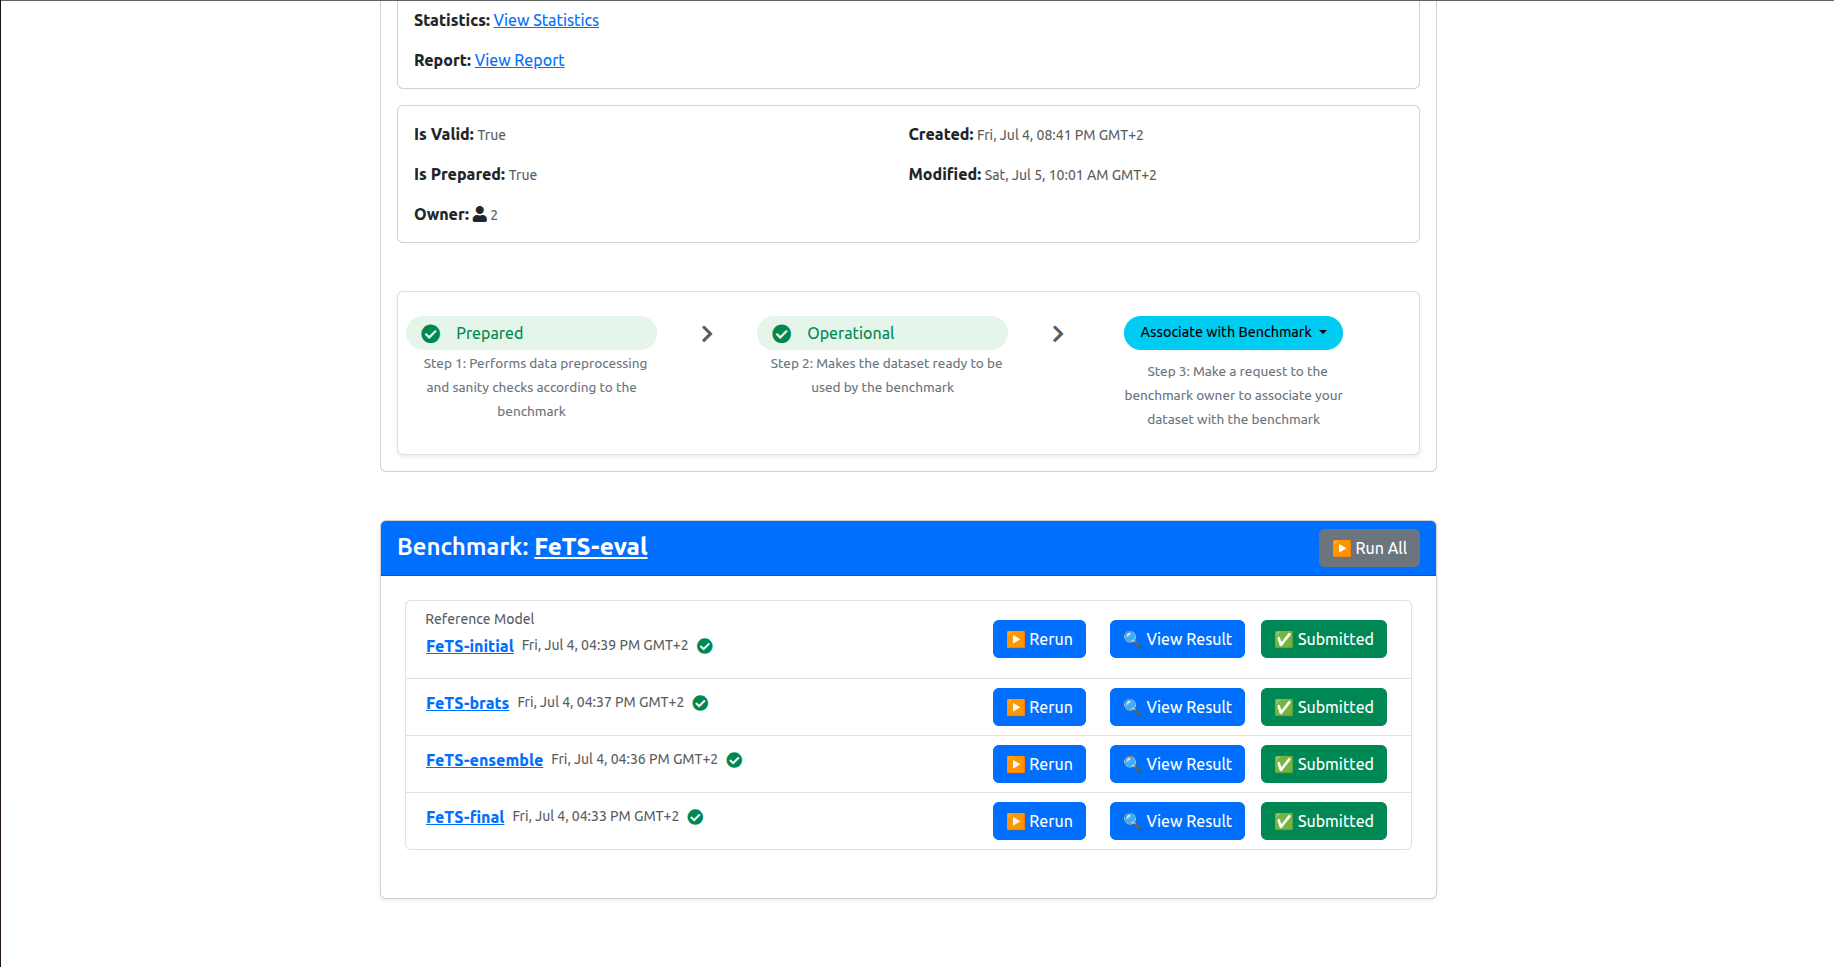 Statistics: View Statistics
Report: View Report
Is Valid: True
Created: Fri, Jul 4, 08:41 PM GMT+2
Is Prepared: True
Modified: Sat, Jul 5, 10:01 AM GMT+2
Owner: 2
Prepared
Step 1: Performs data preprocessing
and sanity checks according to the
benchmark
Operational
Step 2: Makes the dataset ready to be
used by the benchmark
Associate with Benchmark
Step 3: Make a request to the
benchmark owner to associate your
dataset with the benchmark
Benchmark: FeTS-eval
Run All
Reference Model
FeTS-initial Fri, Jul 4, 04:39 PM GMT+2
Rerun
View Result
Submitted
FeTS-brats Fri, Jul 4, 04:37 PM GMT+2
Rerun
View Result
Submitted
FeTS-ensemble Fri, Jul 4, 04:36 PM GMT+2
Rerun
View Result
Submitted
FeTS-final Fri, Jul 4, 04:33 PM GMT+2
Rerun
View Result
Submitted